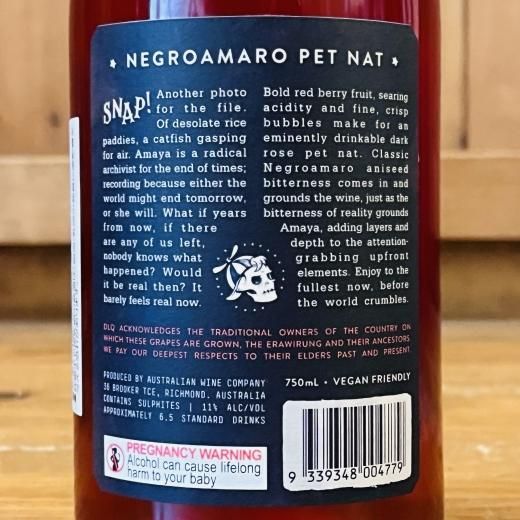 ★ NEGROAMARO PET NAT ★
SNAP! Another photo
for the file.
Of desolate rice
paddies, a catfish gasping
for air. Amaya is a radical
archivist for the end of times;
recording because either the
world might end tomorrow,
or she will. What if years
from now, if there
are any of us left,
nobody knows what
happened? Would
it be real then? It
barely feels real now.
Bold red berry fruit, searing
acidity and fine, crisp
bubbles make for an
eminently drinkable dark
rose pet nat. Classic
Negroamaro aniseed
bitterness comes in and
grounds the wine, just as the
bitterness of reality grounds
Amaya, adding layers and
depth to the attention-
grabbing upfront
elements. Enjoy to the
fullest now, before
the world crumbles.
DLQ ACKNOWLEDGES THE TRADITIONAL OWNERS OF THE COUNTRY ON
WHICH THESE GRAPES ARE GROWN, THE ERAWIRUNG AND THEIR ANCESTORS.
WE PAY OUR DEEPEST RESPECTS TO THEIR ELDERS PAST AND PRESENT.
PRODUCED BY AUSTRALIAN WINE COMPANY
36 BROOKER TCE, RICHMOND, AUSTRALIA
CONTAINS SULPHITES | 11% ALC/VOL
APPROXIMATELY 6.5 STANDARD DRINKS
750mL • VEGAN FRIENDLY
PREGNANCY WARNING
Alcohol can cause lifelong
harm to your baby
9 339348 004779